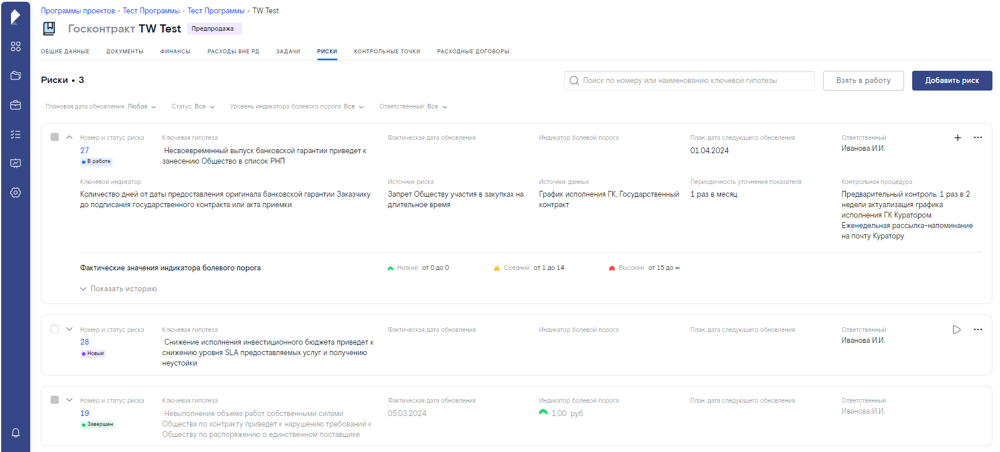 Программы проектов • Тест Программы • Тест Программы • TW Test
Госконтракт TW Test Предпродажа
ОБЩИЕ ДАННЫЕ ДОКУМЕНТЫ ФИНАНСЫ РАСХОДЫ ВНЕ РД ЗАДАЧИ РИСКИ КОНТРОЛЬНЫЕ ТОЧКИ РАСХОДНЫЕ ДОГОВОРЫ
Риски • 3 Поиск по номеру или наименованию ключевой гипотезы Взять в работу Добавить риск
Плановая дата обновления: Любая Статус: Все Уровень индикатора болевого порога: Все Ответственный: Все
Номер и статус риска Ключевая гипотеза Фактическая дата обновления Индикатор болевого порога План. дата следующего обновления Ответственный
27 Несвоевременный выпуск банковской гарантии приведет к 01.04.2024 Иванова И.И.
В работе занесению Общество в список РНП
Ключевой индикатор Источник риска Источник данных Периодичность уточнения показателя Контрольная процедура
Количество дней от даты предоставления оригинала банковской гарантии Заказчику Запрет Обществу участия в закупках на График исполнения ГК, Государственный 1 раз в месяц Предварительный контроль. 1 раз в 2
до подписания государственного контракта или акта приемки длительное время контракт недели актуализация графика
исполнения ГК Куратором.
Еженедельная рассылка-напоминание
на почту Куратору
Фактические значения индикатора болевого порога Низкий от 0 до 0 Средний от 1 до 14 Высокий от 15 до ∞
Показать историю
Номер и статус риска Ключевая гипотеза Фактическая дата обновления Индикатор болевого порога План. дата следующего обновления Ответственный
28 Снижение исполнения инвестиционного бюджета приведет к Иванова И.И.
Новый снижению уровня SLA предоставляемых услуг и получению
неустойки
Номер и статус риска Ключевая гипотеза Фактическая дата обновления Индикатор болевого порога План. дата следующего обновления Ответственный
19 Невыполнение объема работ собственными силами 05.03.2024 1,00 руб. Иванова И.И.
Завершен Общества по контракту приведет к нарушению требований к
Обществу по распоряжению о единственном поставщике